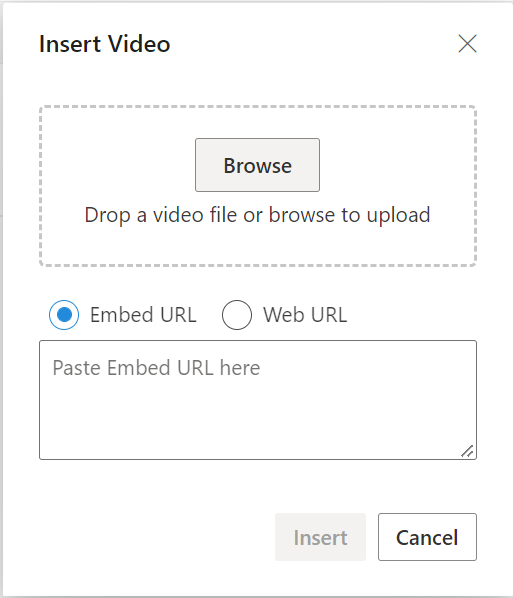 Insert Video
Browse
Drop a video file or browse to upload
Embed URL Web URL
Paste Embed URL here
Insert Cancel